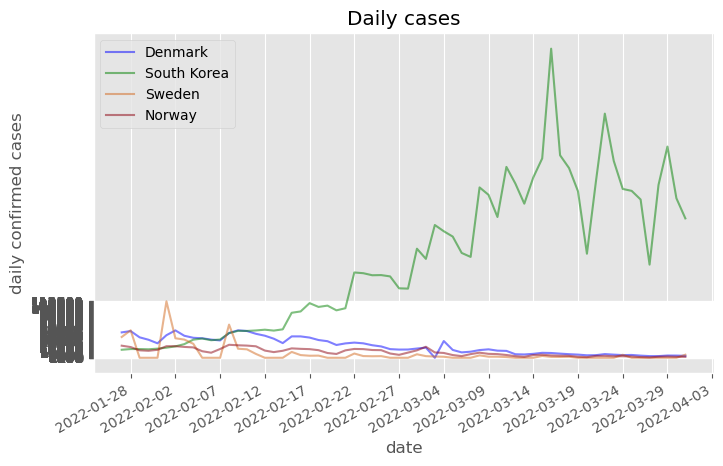 Daily cases
Denmark
South Korea
Sweden
Norway
daily confirmed cases
2022-01-28
2022-02-02
2022-02-07
2022-02-12
2022-02-17
2022-02-22
2022-02-27
2022-03-04
2022-03-09
2022-03-14
2022-03-19
2022-03-24
2022-03-29
2022-04-03
date